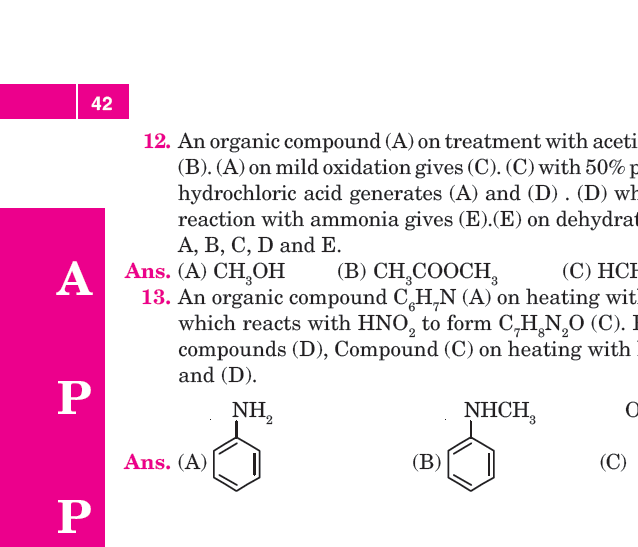 42
12. An organic compound (A) on treatment with aceti
(B). (A) on mild oxidation gives (C). (C) with 50% p
hydrochloric acid generates (A) and (D) . (D) wh
reaction with ammonia gives (E).(E) on dehydrat
A, B, C, D and E.
Ans. (A) CH₃OH (B) CH₃COOCH₃ (C) HCH
13. An organic compound C₆H₇N (A) on heating wit
which reacts with HNO₂ to form C₇H₈N₂O (C). I
compounds (D), Compound (C) on heating with
and (D).
NH₂ NHCH₃ O
Ans. (A) (B) (C)
A
P
P